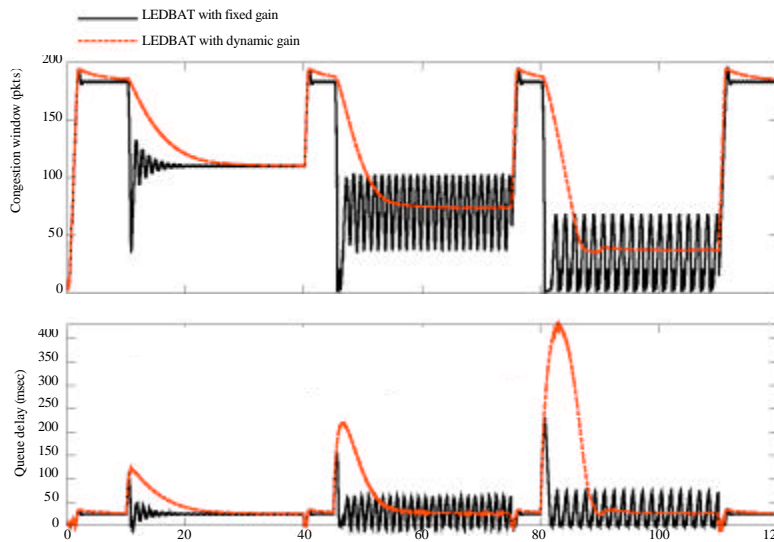 LEDBAT with fixed gain
LEDBAT with dynamic gain
Congestion window (pkts)
200
150
100
50
0
Queue delay (msec)
400
350
300
250
200
150
100
50
0
0 20 40 60 80 100 120